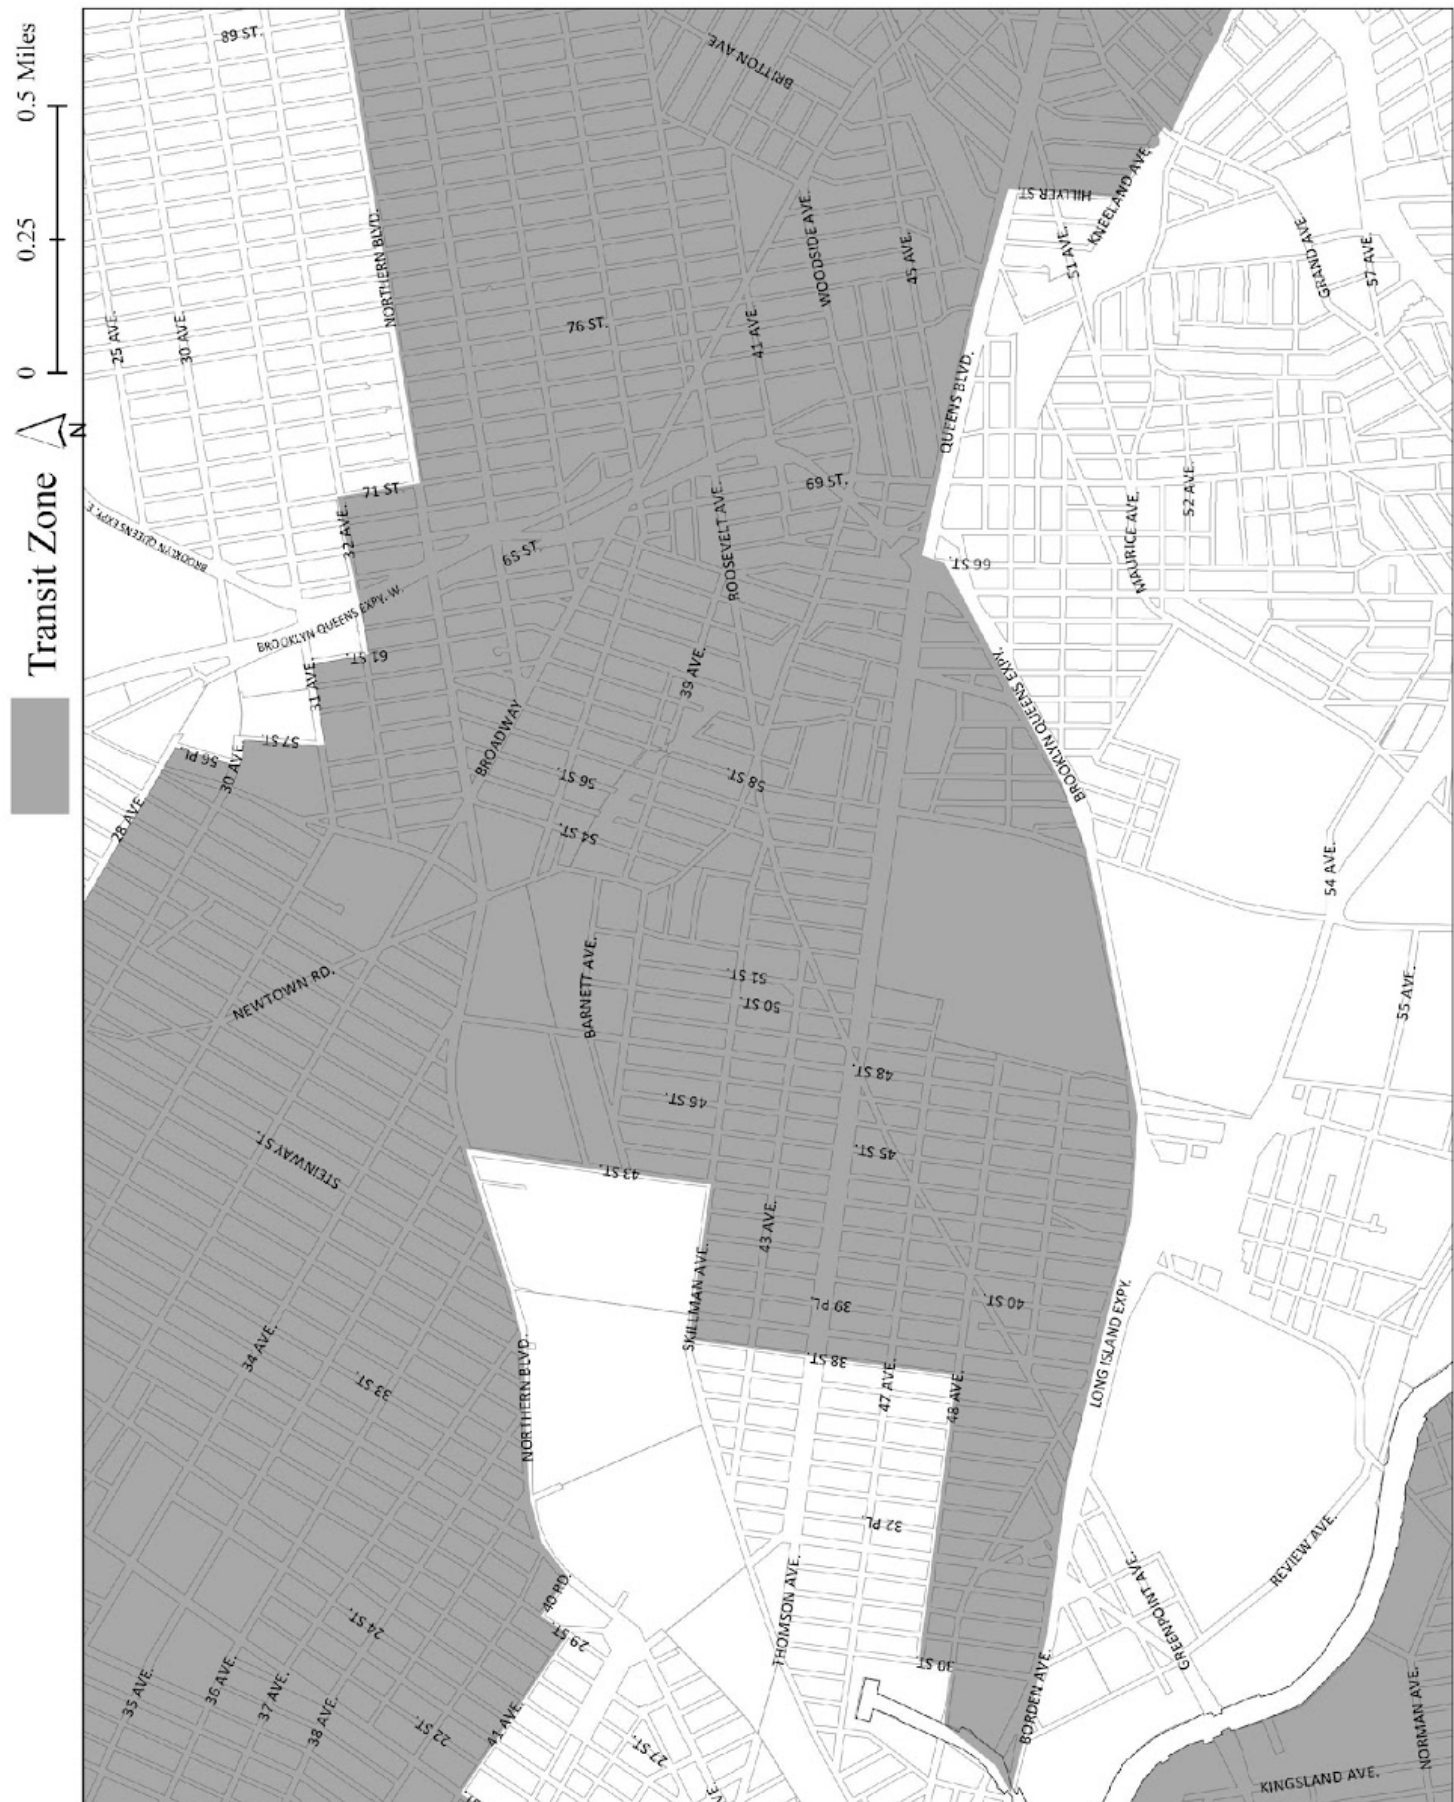 Transit Zone
N
0
0.25
0.5 Miles
89 ST.
BRITTON AVE.
NORTHERN BLVD.
25 AVE.
30 AVE.
76 ST.
41 AVE.
WOODSIDE AVE.
45 AVE.
HILLYER ST.
KNEELAND AVE.
51 AVE.
GRAND AVE.
57 AVE.
QUEENS BLVD.
BROOKLYN QUEENS EXPY. E.
71 ST.
32 AVE.
65 ST.
ROOSEVELT AVE.
69 ST.
66 ST.
MAURICE AVE.
52 AVE.
BROOKLYN QUEENS EXPY. W.
61 ST.
31 AVE.
39 AVE.
BROOKLYN QUEENS EXPY.
57 ST.
56 PL.
30 AVE.
28 AVE.
BROADWAY
56 ST.
58 ST.
54 ST.
54 AVE.
NEWTOWN RD.
BARNETT AVE.
51 ST.
50 ST.
55 AVE.
48 ST.
46 ST.
STEINWAY ST.
43 ST.
45 ST.
43 AVE.
SKILLMAN AVE.
39 PL.
40 ST.
LONG ISLAND EXPY.
34 AVE.
33 ST.
NORTHERN BLVD.
38 ST.
47 AVE.
48 AVE.
32 PL.
REVIEW AVE.
40 RD.
29 ST.
24 ST.
THOMSON AVE.
GREENPOINT AVE.
30 ST.
35 AVE.
36 AVE.
37 AVE.
38 AVE.
22 ST.
41 AVE.
27 ST.
BORDEN AVE.
NORMAN AVE.
KINGSLAND AVE.